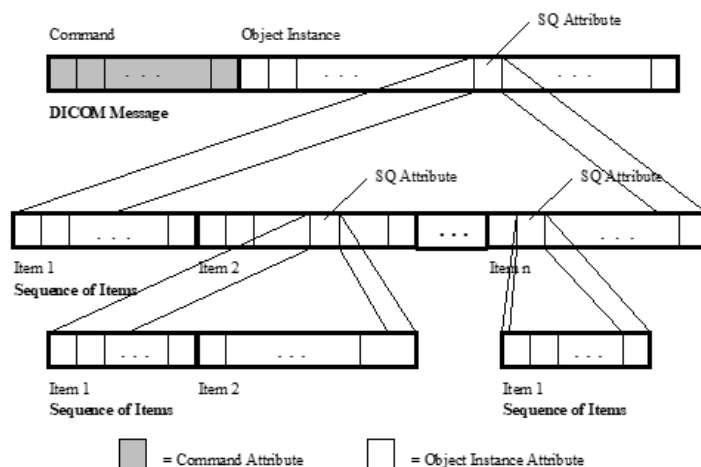 SQ Attribute
Command
Object Instance
. . .
. . .
. . .
DICOM Message
SQ Attribute
SQ Attribute
. . .
. . .
...
. . .
Item 1
Item 2
Item n
Sequence of Items
. . .
. . .
. . .
Item 1
Item 2
Item 1
Sequence of Items
Sequence of Items
= Command Attribute
= Object Instance Attribute